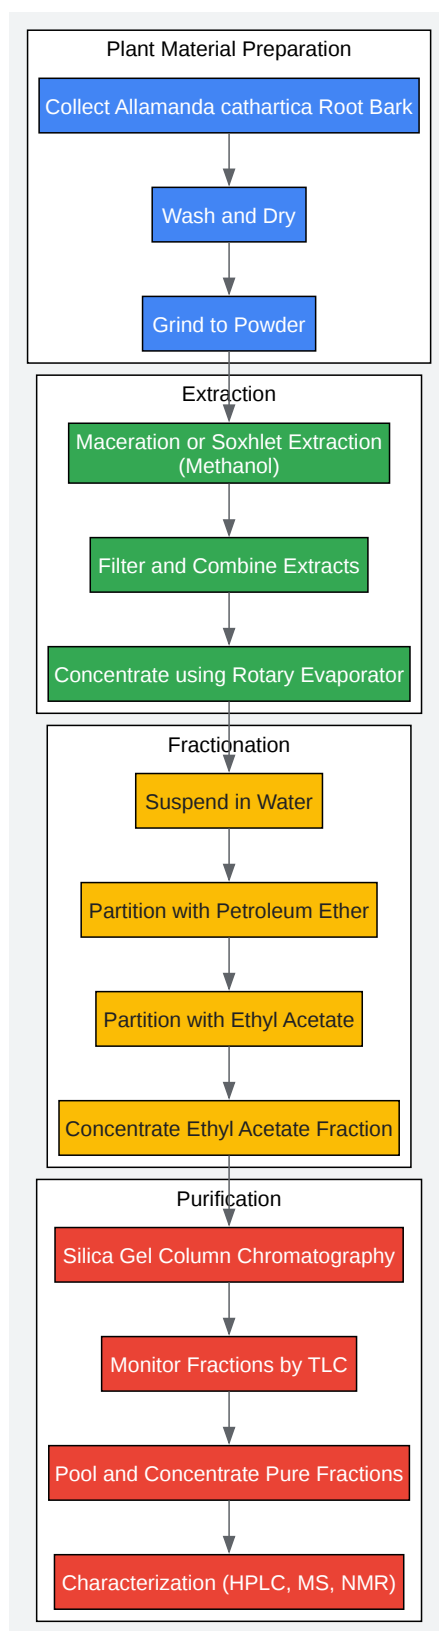 Plant Material Preparation
Collect Allamanda cathartica Root Bark
Wash and Dry
Grind to Powder
Extraction
Maceration or Soxhlet Extraction
(Methanol)
Filter and Combine Extracts
Concentrate using Rotary Evaporator
Fractionation
Suspend in Water
Partition with Petroleum Ether
Partition with Ethyl Acetate
Concentrate Ethyl Acetate Fraction
Purification
Silica Gel Column Chromatography
Monitor Fractions by TLC
Pool and Concentrate Pure Fractions
Characterization (HPLC, MS, NMR)